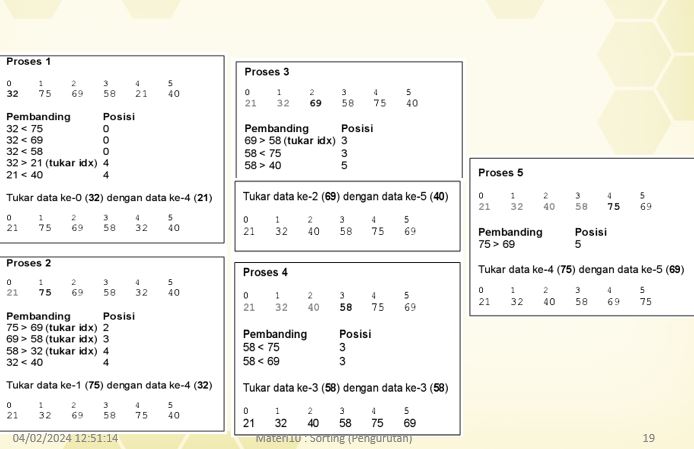 Proses 1
0 1 2 3 4 5
32 75 69 58 21 40
Pembanding Posisi
32 < 75 0
32 < 69 0
32 < 58 0
32 > 21 (tukar idx) 4
21 < 40 4
Tukar data ke-0 (32) dengan data ke-4 (21)
0 1 2 3 4 5
21 75 69 58 32 40
Proses 2
0 1 2 3 4 5
21 75 69 58 32 40
Pembanding Posisi
75 > 69 (tukar idx) 2
69 > 58 (tukar idx) 3
58 > 32 (tukar idx) 4
32 < 40 4
Tukar data ke-1 (75) dengan data ke-4 (32)
0 1 2 3 4 5
21 32 69 58 75 40
Proses 3
0 1 2 3 4 5
21 32 69 58 75 40
Pembanding Posisi
69 > 58 (tukar idx) 3
58 < 75 3
58 > 40 5
Tukar data ke-2 (69) dengan data ke-5 (40)
0 1 2 3 4 5
21 32 40 58 75 69
Proses 4
0 1 2 3 4 5
21 32 40 58 75 69
Pembanding Posisi
58 < 75 3
58 < 69 3
Tukar data ke-3 (58) dengan data ke-3 (58)
0 1 2 3 4 5
21 32 40 58 75 69
Proses 5
0 1 2 3 4 5
21 32 40 58 75 69
Pembanding Posisi
75 > 69 5
Tukar data ke-4 (75) dengan data ke-5 (69)
0 1 2 3 4 5
21 32 40 58 69 75
04/02/2024 12:51:14 Materi10 : Sorting (Pengurutan) 19